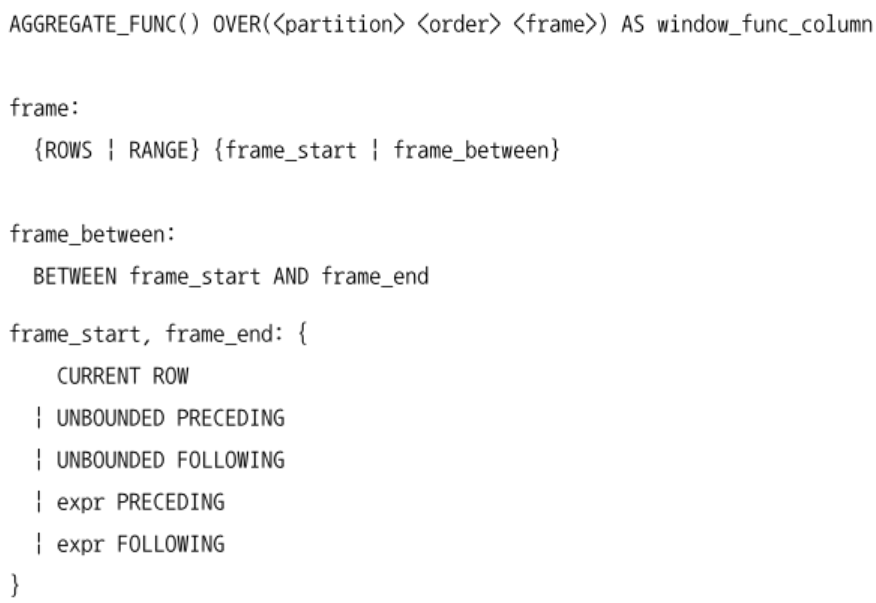 AGGREGATE_FUNC() OVER(<partition> <order> <frame>) AS window_func_column
frame:
{ROWS ¦ RANGE} {frame_start ¦ frame_between}
frame_between:
BETWEEN frame_start AND frame_end
frame_start, frame_end: {
CURRENT ROW
¦ UNBOUNDED PRECEDING
¦ UNBOUNDED FOLLOWING
¦ expr PRECEDING
¦ expr FOLLOWING
}